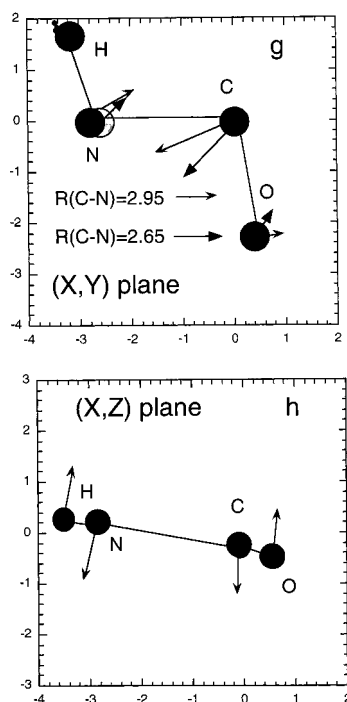 2
1
0
-1
-2
-3
-4
H
g
C
N
O
R(C-N)=2.95
R(C-N)=2.65
(X,Y) plane
-4 -3 -2 -1 0 1 2
3
2
1
0
-1
-2
-3
(X,Z) plane
h
H
N
C
O
-4 -3 -2 -1 0 1 2